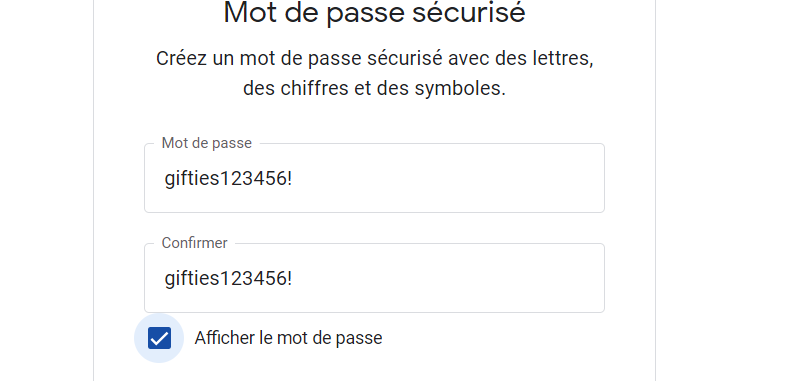 Mot de passe sécurisé
Créez un mot de passe sécurisé avec des lettres,
des chiffres et des symboles.
Mot de passe
gifties123456!
Confirmer
gifties123456!
Afficher le mot de passe